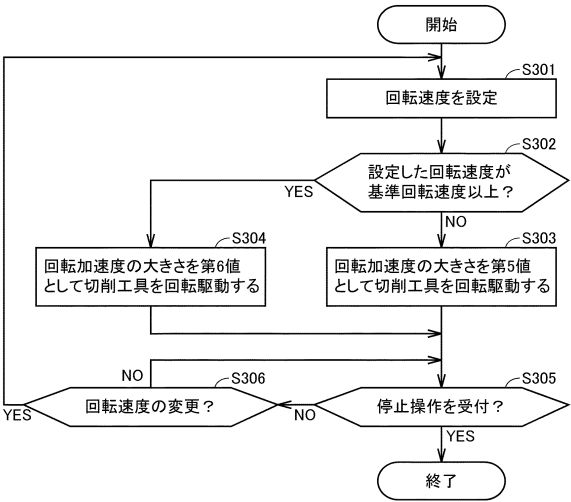 開始
S301
回転速度を設定
S302
設定した回転速度が
基準回転速度以上？
YES
NO
S304
回転加速度の大きさを第6値
として切削工具を回転駆動する
S303
回転加速度の大きさを第5値
として切削工具を回転駆動する
NO
S306
回転速度の変更？
YES
S305
停止操作を受付？
NO
YES
終了